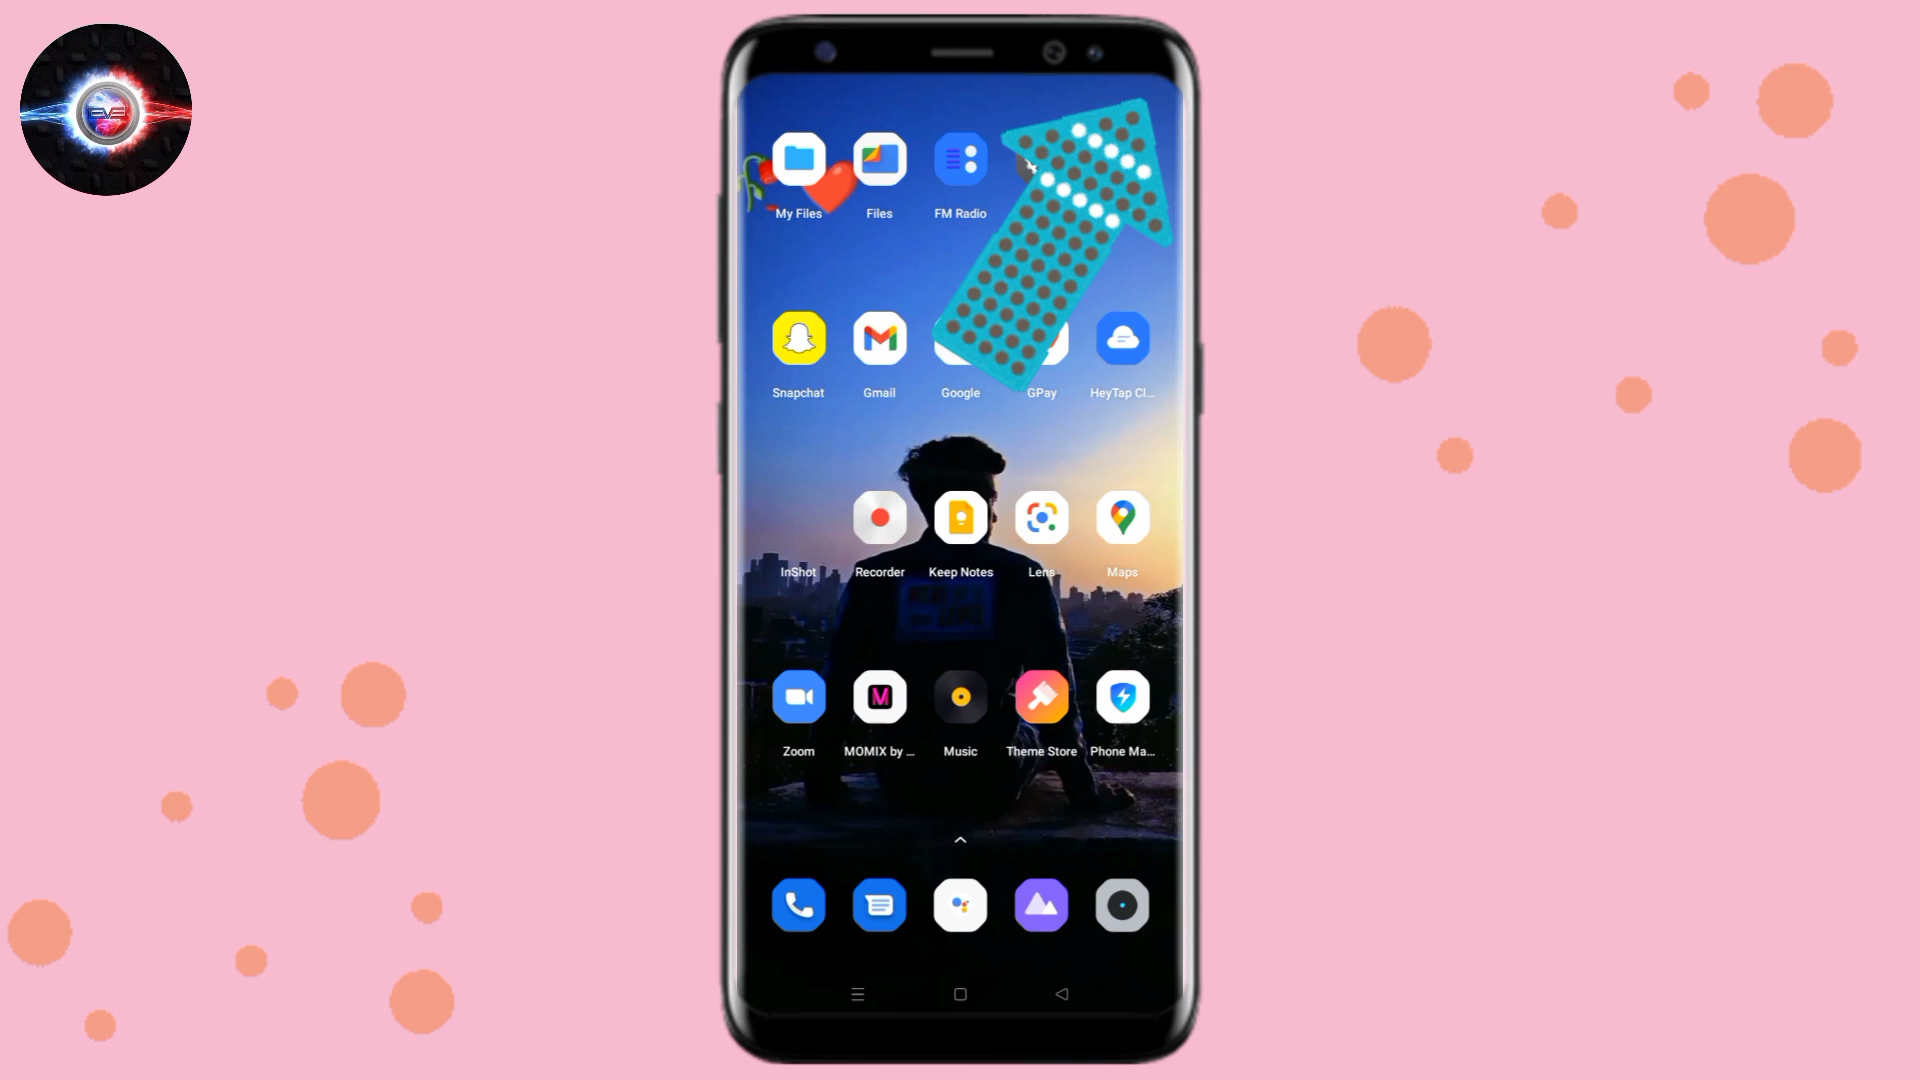 EVE
My Files Files FM Radio
Snapchat Gmail Google GPay HeyTap Cl...
InShot Recorder Keep Notes Lens Maps
Zoom MOMIX by ... Music Theme Store Phone Ma...